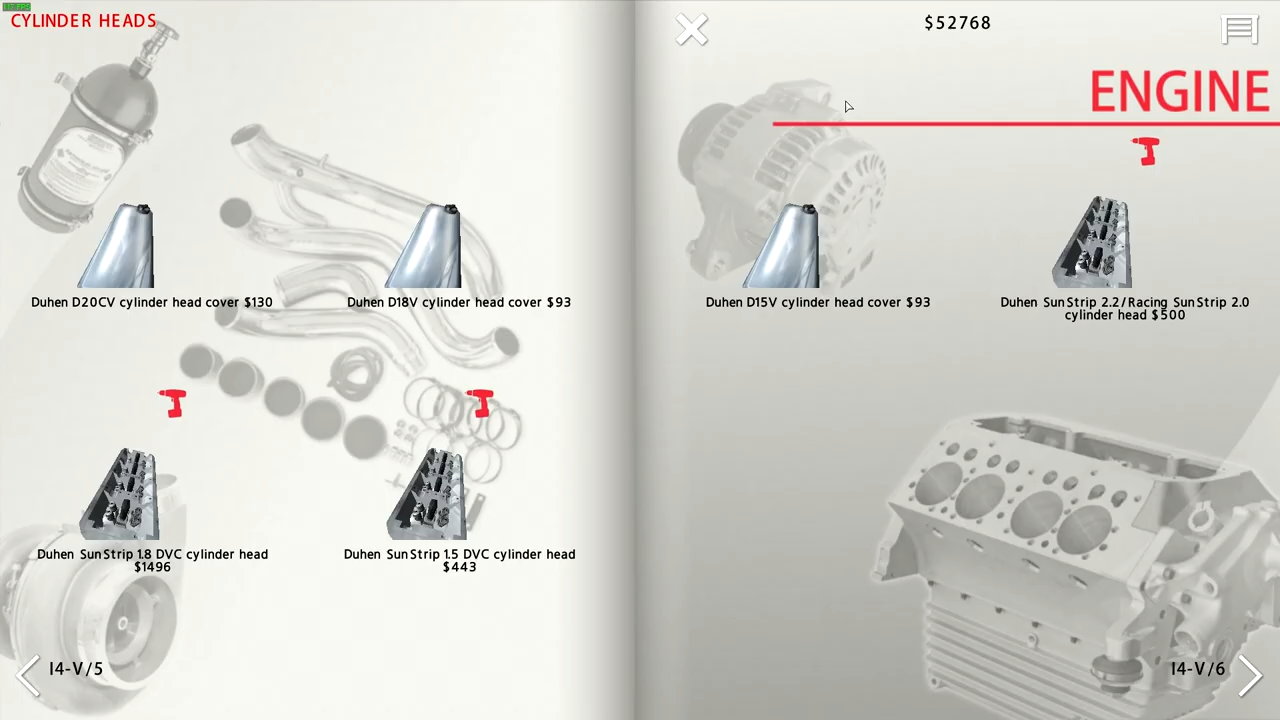 CYLINDER HEADS
Duhen D20CV cylinder head cover $130
Duhen D18V cylinder head cover $93
Duhen SunStrip 1.8 DVC cylinder head
$1496
Duhen SunStrip 1.5 DVC cylinder head
$443
I4-V/5
$52768
ENGINE
Duhen D15V cylinder head cover $93
Duhen SunStrip 2.2/Racing SunStrip 2.0
cylinder head $500
I4-V/6